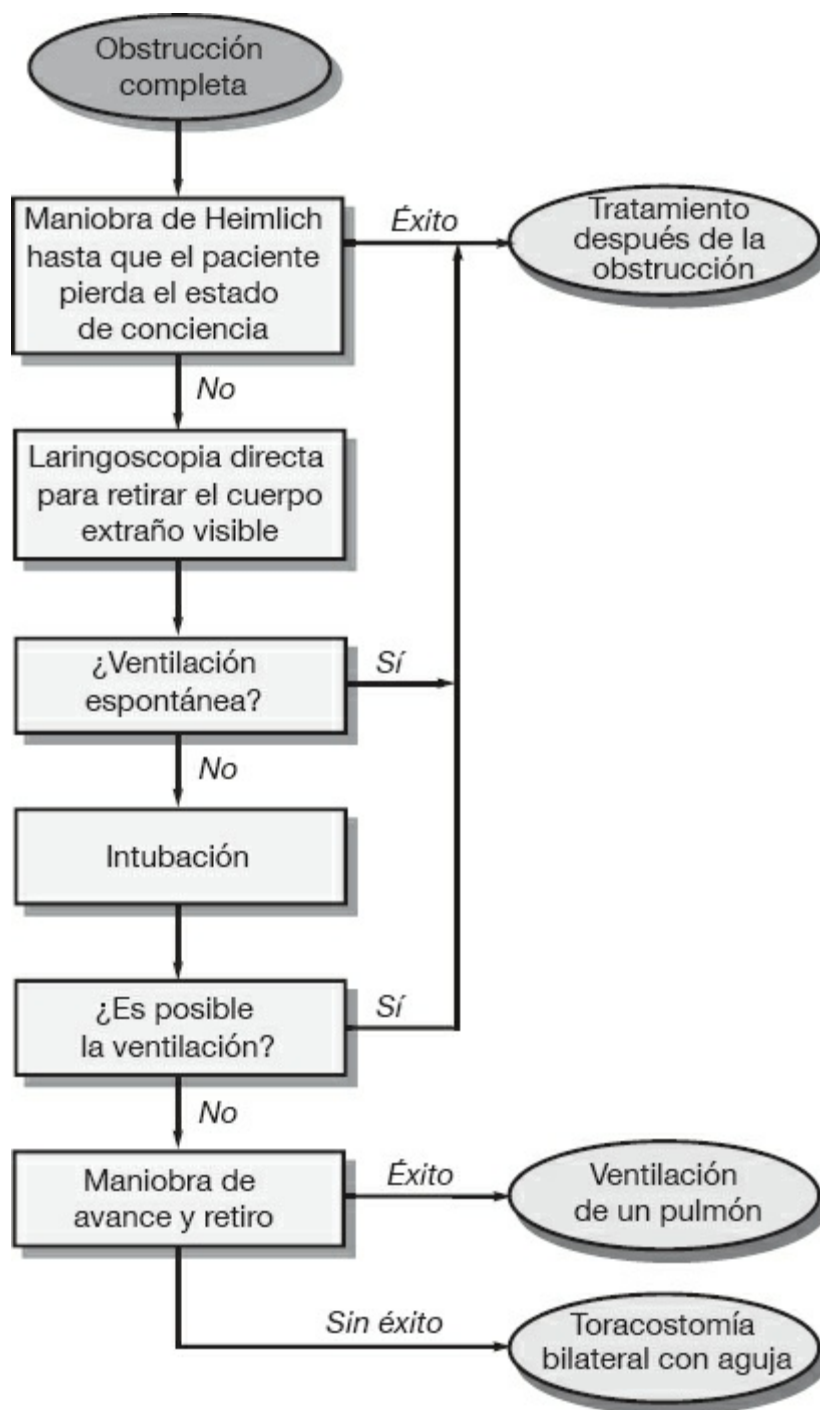 Obstrucción
completa
Maniobra de Heimlich
hasta que el paciente
pierda el estado
de conciencia
Éxito
Tratamiento
después de la
obstrucción
No
Laringoscopia directa
para retirar el cuerpo
extraño visible
¿Ventilación
espontánea?
Sí
No
Intubación
¿Es posible
la ventilación?
Sí
No
Maniobra de
avance y retiro
Éxito
Ventilación
de un pulmón
Sin éxito
Toracostomía
bilateral con aguja